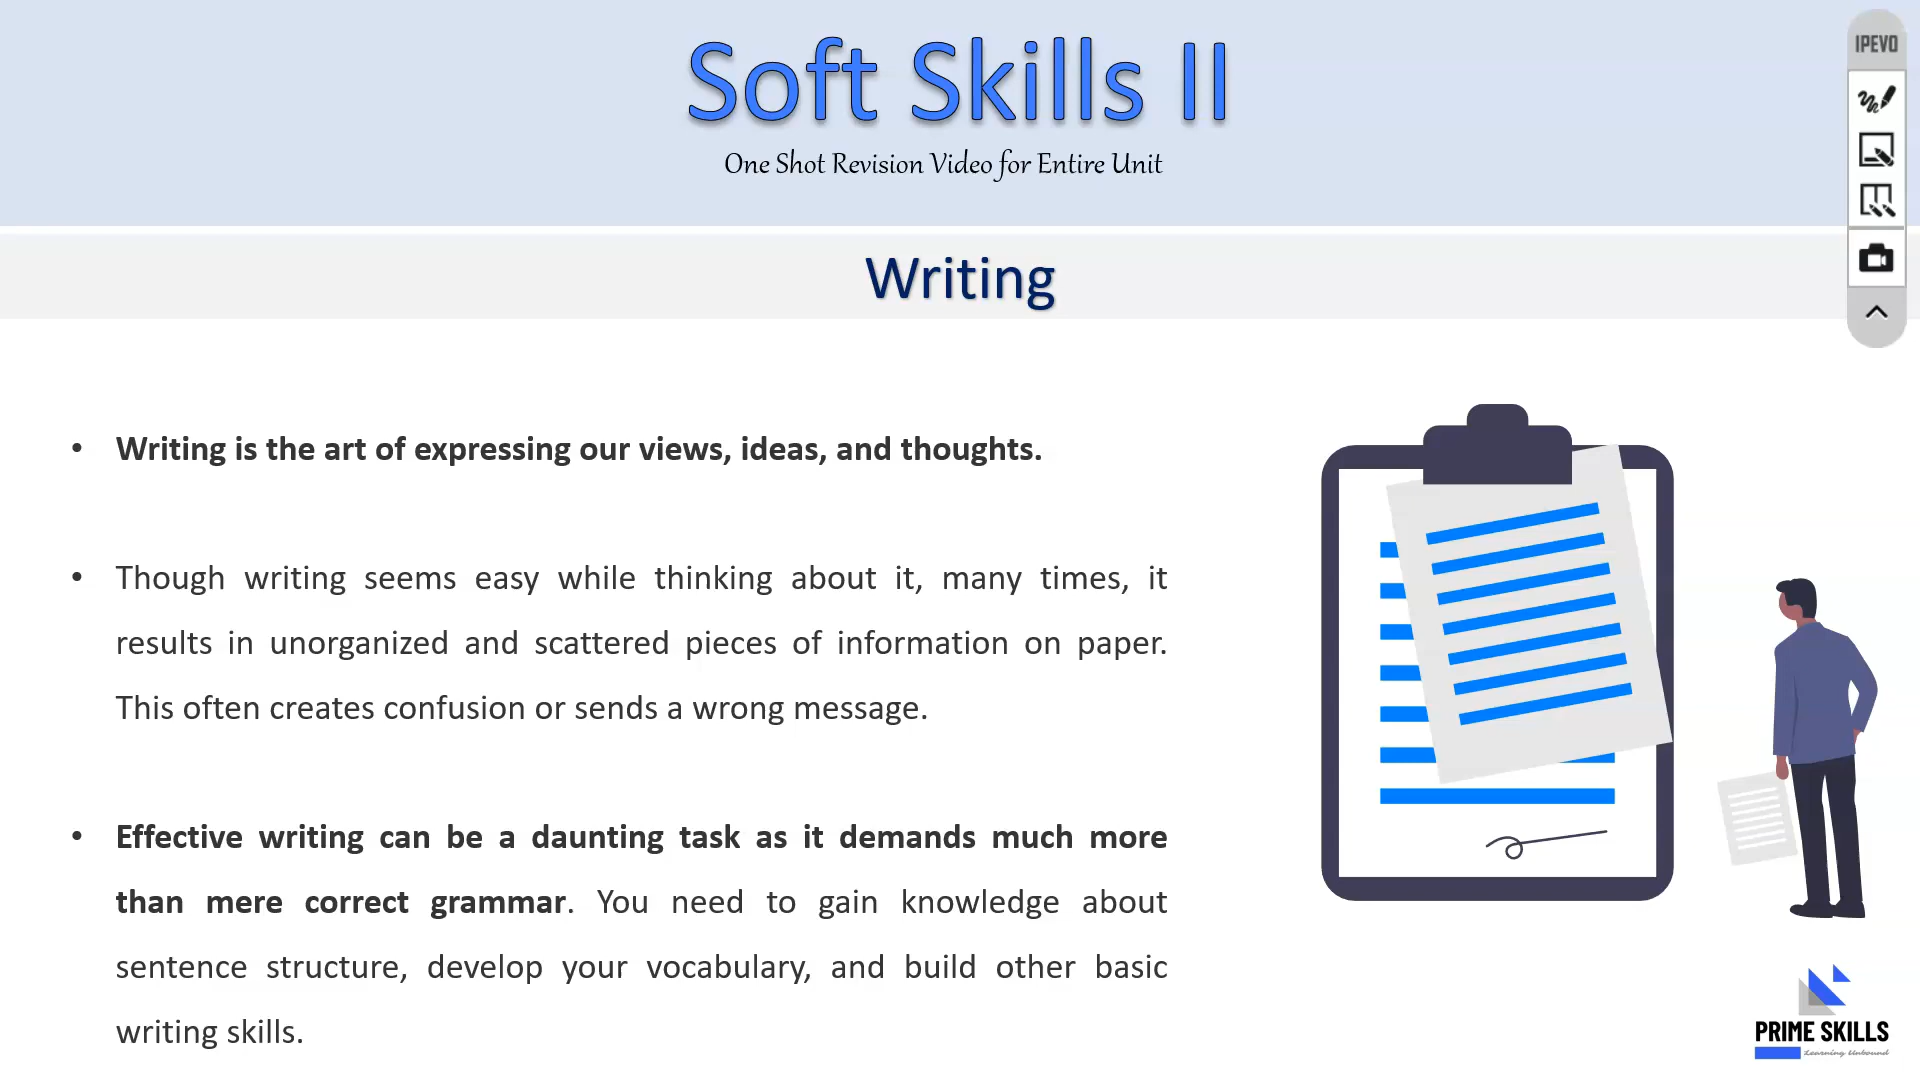 Soft Skills II
One Shot Revision Video for Entire Unit
IPEVO
Writing
• Writing is the art of expressing our views, ideas, and thoughts.
• Though writing seems easy while thinking about it, many times, it
results in unorganized and scattered pieces of information on paper.
This often creates confusion or sends a wrong message.
• Effective writing can be a daunting task as it demands much more
than mere correct grammar. You need to gain knowledge about
sentence structure, develop your vocabulary, and build other basic
writing skills.
PRIME SKILLS
Learning Unbound